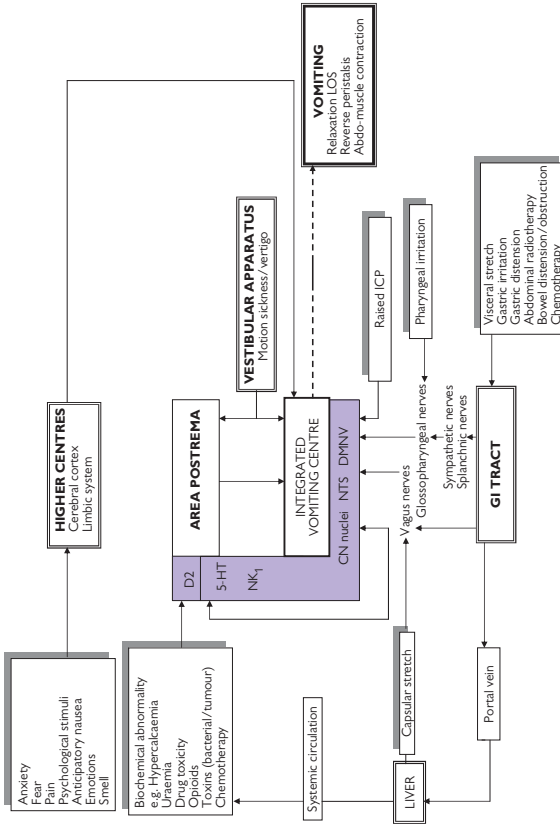 Anxiety
Fear
Pain
Psychological stimuli
Anticipatory nausea
Emotions
Smell
HIGHER CENTRES
Cerebral cortex
Limbic system
Biochemical abnormality
e.g. Hypercalcaemia
Uraemia
Drug toxicity
Opioids
Toxins (bacterial/tumour)
Chemotherapy
D2
5-HT
NK1
AREA POSTREMA
VESTIBULAR APPARATUS
Motion sickness/vertigo
INTEGRATED
VOMITING CENTRE
CN nuclei NTS DMNV
VOMITING
Relaxation LOS
Reverse peristalsis
Abdo-muscle contraction
Systemic circulation
Raised ICP
Capsular stretch
Vagus nerves
Glossopharyngeal nerves
Pharyngeal irritation
Sympathetic nerves
Splanchnic nerves
LIVER
Portal vein
GI TRACT
Visceral stretch
Gastric irritation
Gastric distension
Abdominal radiotherapy
Bowel distension/obstruction
Chemotherapy